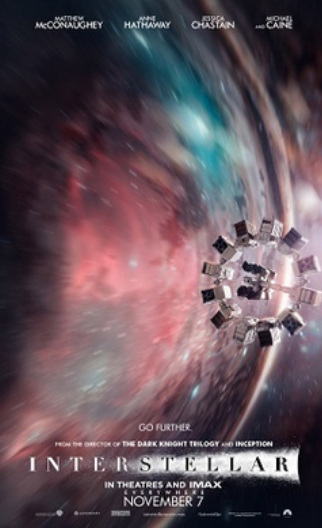 MATTHEW McCONAUGHEY ANNE HATHAWAY JESSICA CHASTAIN AND MICHAEL CAINE
GO FURTHER.
FROM THE DIRECTOR OF THE DARK KNIGHT TRILOGY AND INCEPTION
INTERSTELLAR
IN THEATRES AND IMAX
EVERYWHERE
NOVEMBER 7